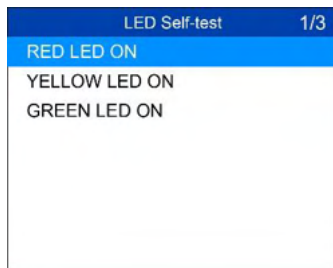 LED Self-test 1/3
RED LED ON
YELLOW LED ON
GREEN LED ON